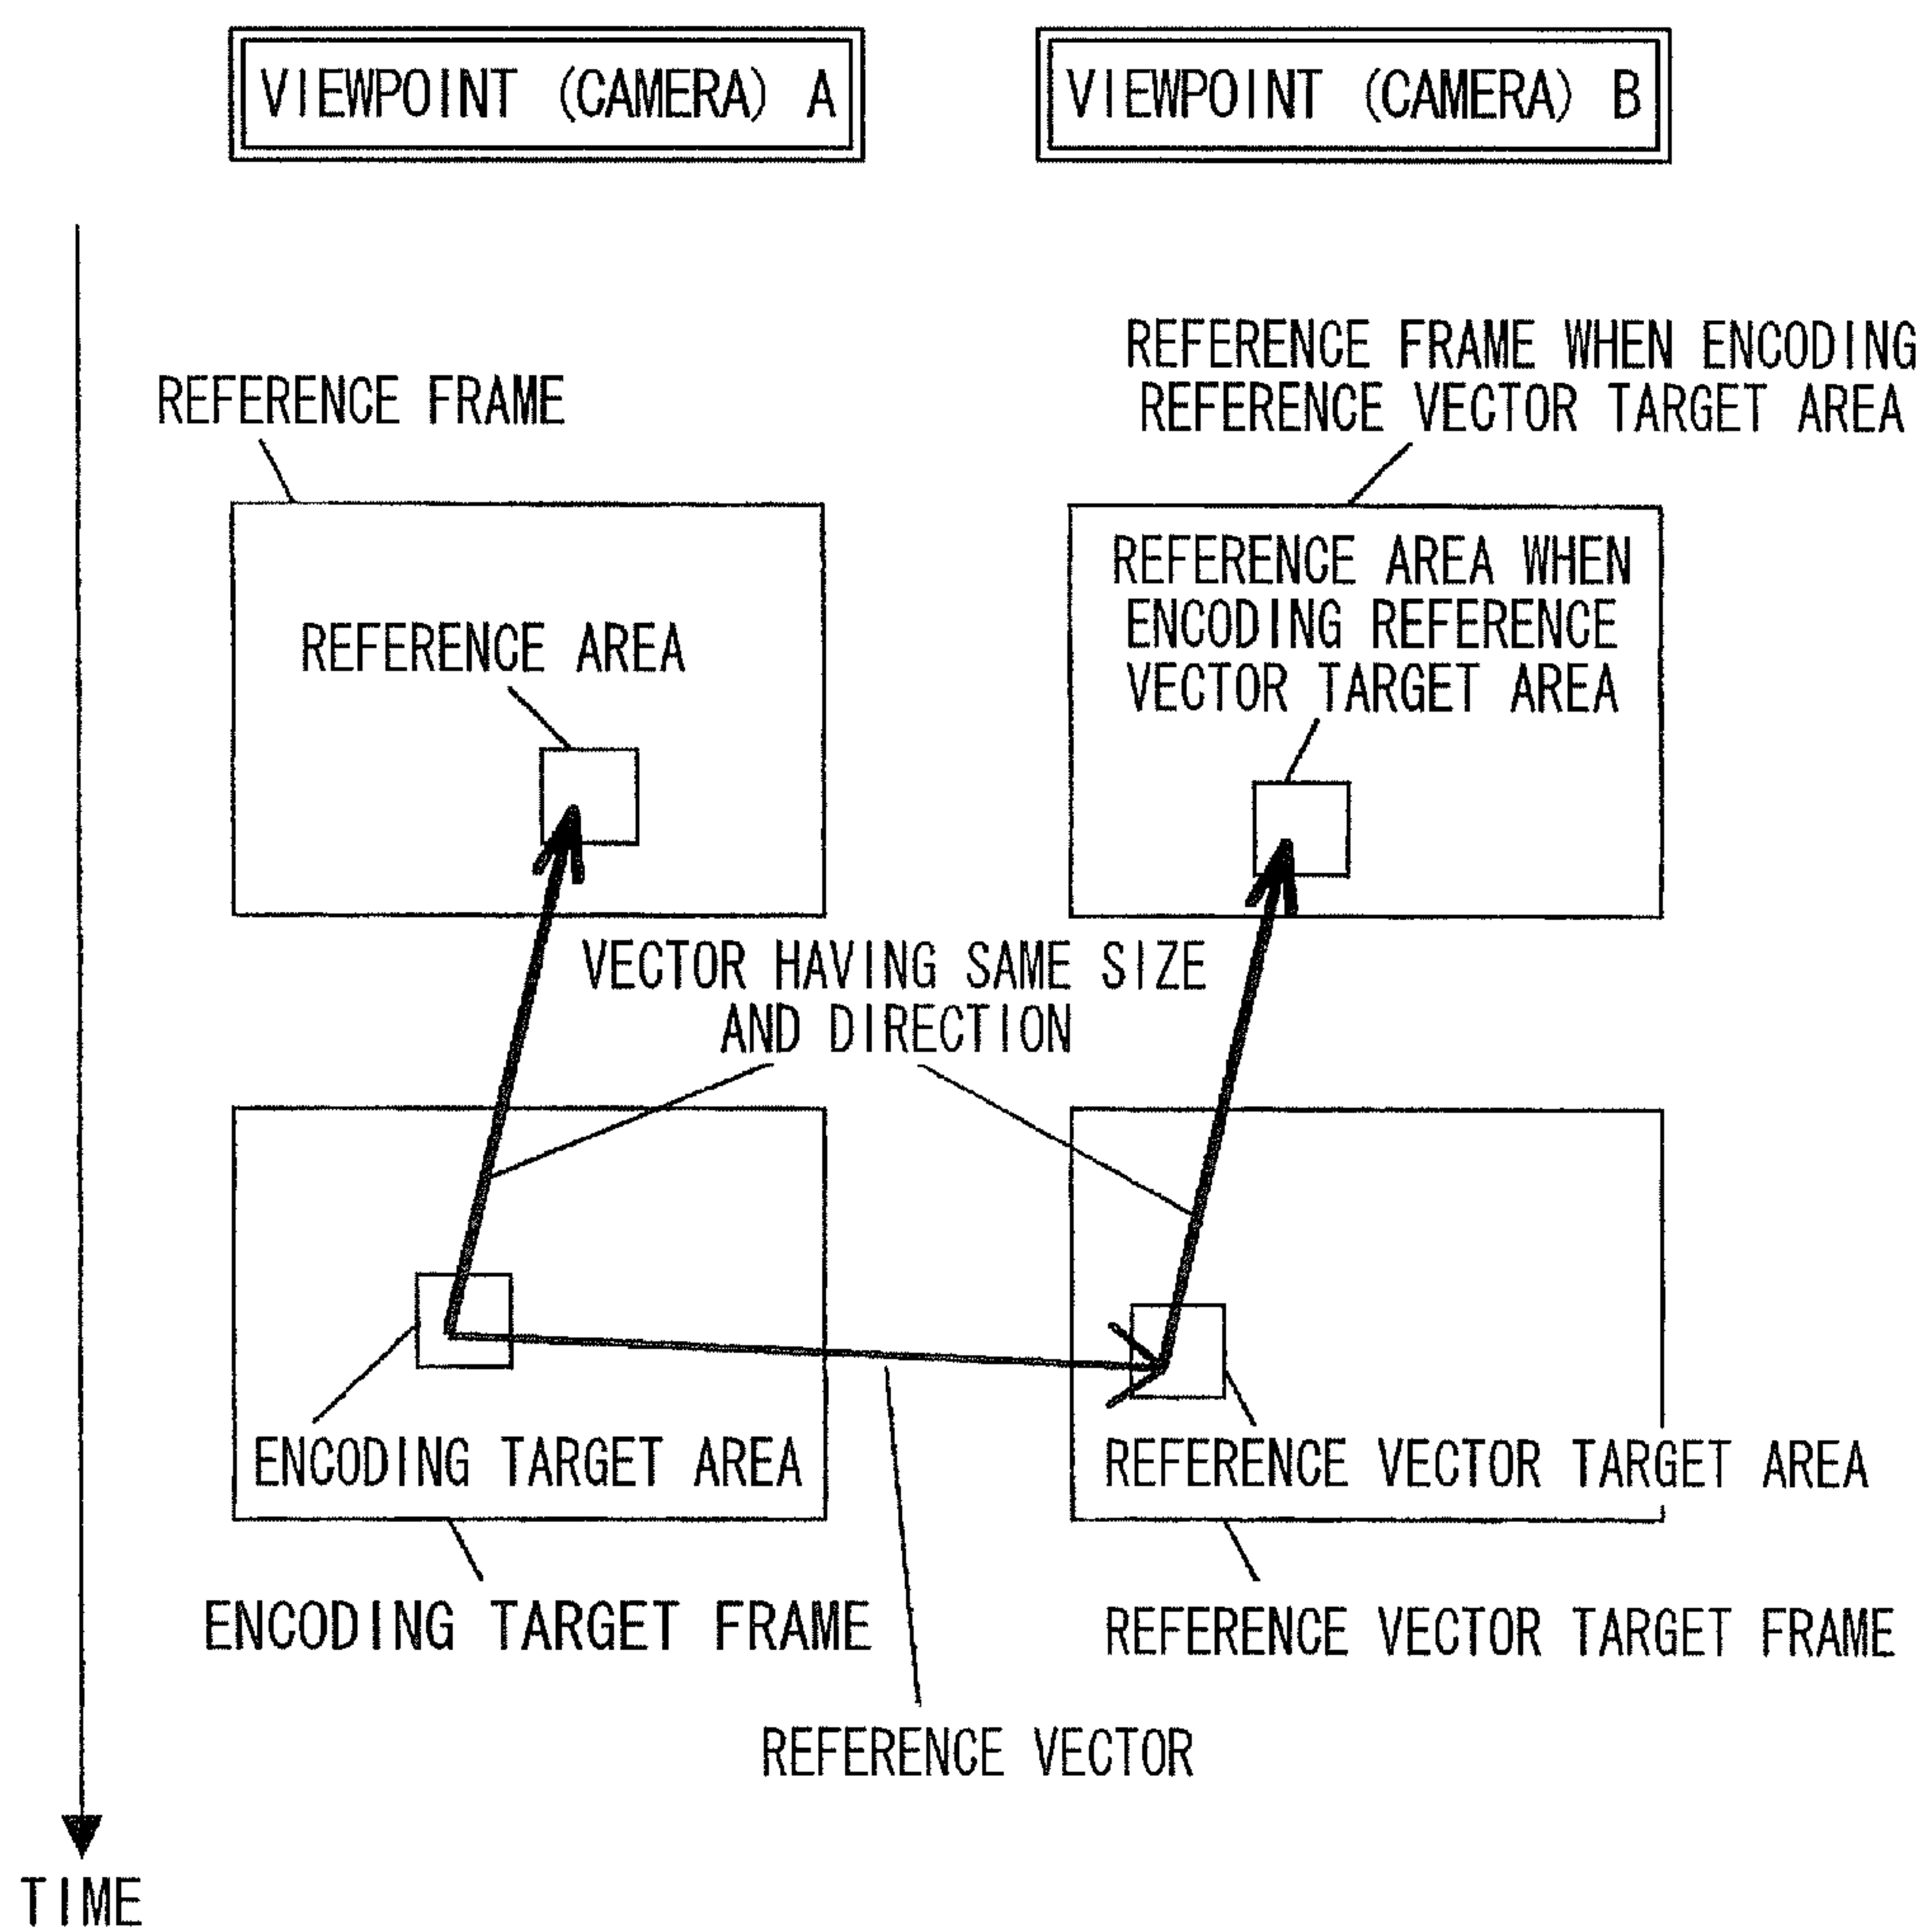 VIEWPOINT (CAMERA) A
VIEWPOINT (CAMERA) B
REFERENCE FRAME
REFERENCE FRAME WHEN ENCODING
REFERENCE VECTOR TARGET AREA
REFERENCE AREA
REFERENCE AREA WHEN
ENCODING REFERENCE
VECTOR TARGET AREA
VECTOR HAVING SAME SIZE
AND DIRECTION
ENCODING TARGET AREA
REFERENCE VECTOR TARGET AREA
ENCODING TARGET FRAME
REFERENCE VECTOR TARGET FRAME
REFERENCE VECTOR
TIME